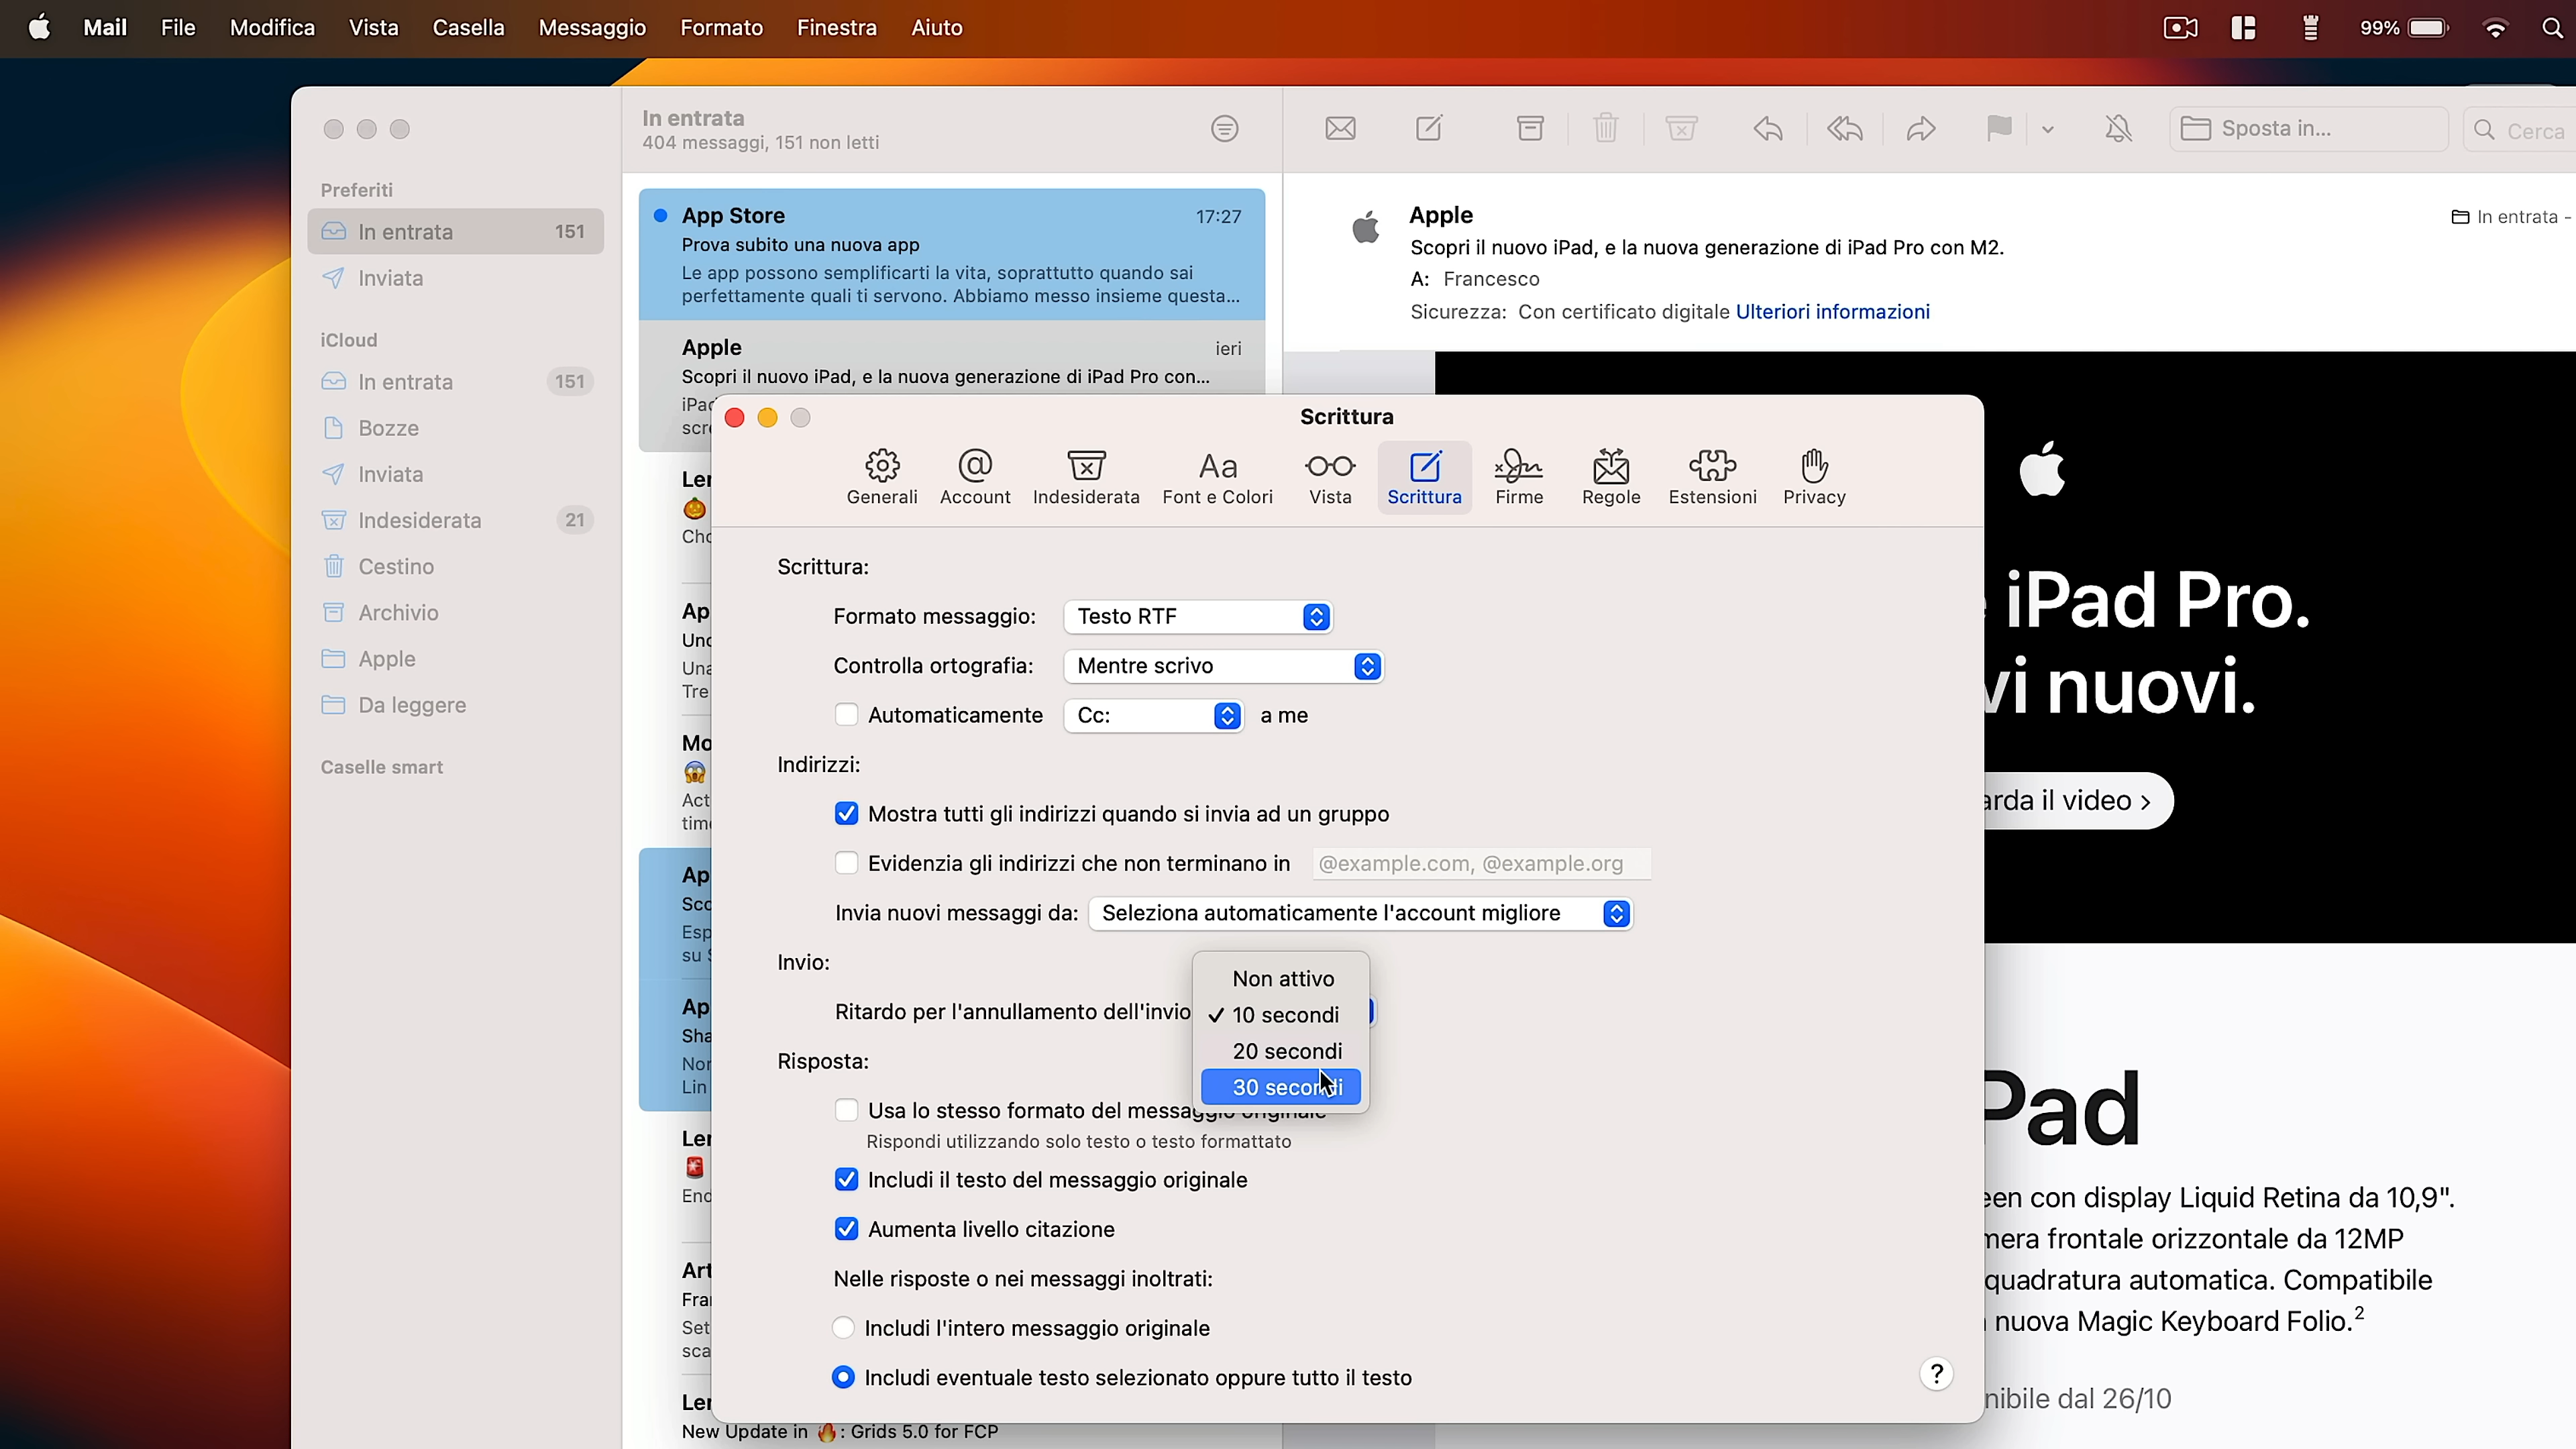 Mail File Modifica Vista Casella Messaggio Formato Finestra Aiuto 99%
In entrata
404 messaggi, 151 non letti
Sposta in...
Cerca
Preferiti
In entrata 151
Inviata
iCloud
In entrata 151
Bozze
Inviata
Indesiderata 21
Cestino
Archivio
Apple
Da leggere
Caselle smart
App Store 17:27
Prova subito una nuova app
Le app possono semplificarti la vita, soprattutto quando sai
perfettamente quali ti servono. Abbiamo messo insieme questa...
Apple ieri
Scopri il nuovo iPad, e la nuova generazione di iPad Pro con...
New Update in 🔥: Grids 5.0 for FCP
Apple
In entrata -
Scopri il nuovo iPad, e la nuova generazione di iPad Pro con M2.
A: Francesco
Sicurezza: Con certificato digitale Ulteriori informazioni
iPad Pro.
nuovi.
il video >
een con display Liquid Retina da 10,9".
frontale orizzontale da 12MP
quadratura automatica. Compatibile
nuova Magic Keyboard Folio.²
nibile dal 26/10
Scrittura
Generali Account Indesiderata Font e Colori Vista Scrittura Firme Regole Estensioni Privacy
Scrittura:
Formato messaggio: Testo RTF
Controlla ortografia: Mentre scrivo
Automaticamente Cc: a me
Indirizzi:
Mostra tutti gli indirizzi quando si invia ad un gruppo
Evidenzia gli indirizzi che non terminano in @example.com, @example.org
Invia nuovi messaggi da: Seleziona automaticamente l'account migliore
Invio:
Ritardo per l'annullamento dell'invio
Non attivo
✓ 10 secondi
20 secondi
30 secondi
Risposta:
Usa lo stesso formato del messaggio originale
Rispondi utilizzando solo testo o testo formattato
Includi il testo del messaggio originale
Aumenta livello citazione
Nelle risposte o nei messaggi inoltrati:
Includi l'intero messaggio originale
Includi eventuale testo selezionato oppure tutto il testo
?